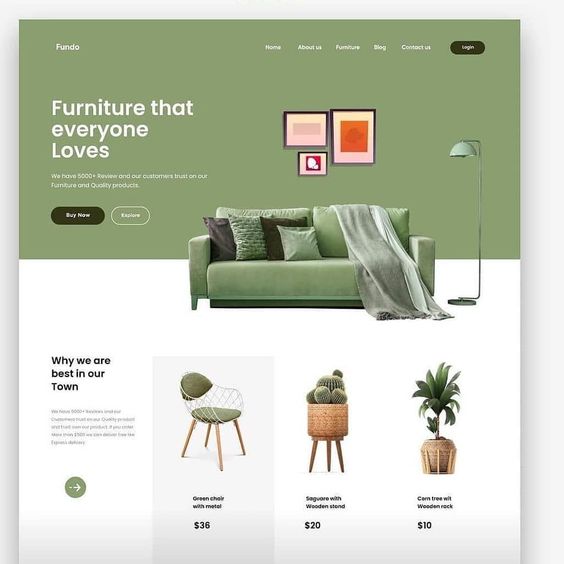 Fundo
Home About us Furniture Blog Contact us Login
Furniture that
everyone
Loves
We have 5000+ Review and our customers trust on our
Furniture and Quality products.
Buy Now Explore
Why we are
best in our
Town
We have 5000+ Reviews and our
Customers trust on our Quality product
and trust own our product. If you order
More than $500 we can deliver free like
Express delivery.
Green chair
with metal
$36
Saguaro with
Wooden stand
$20
Corn tree wit
Wooden rack
$10